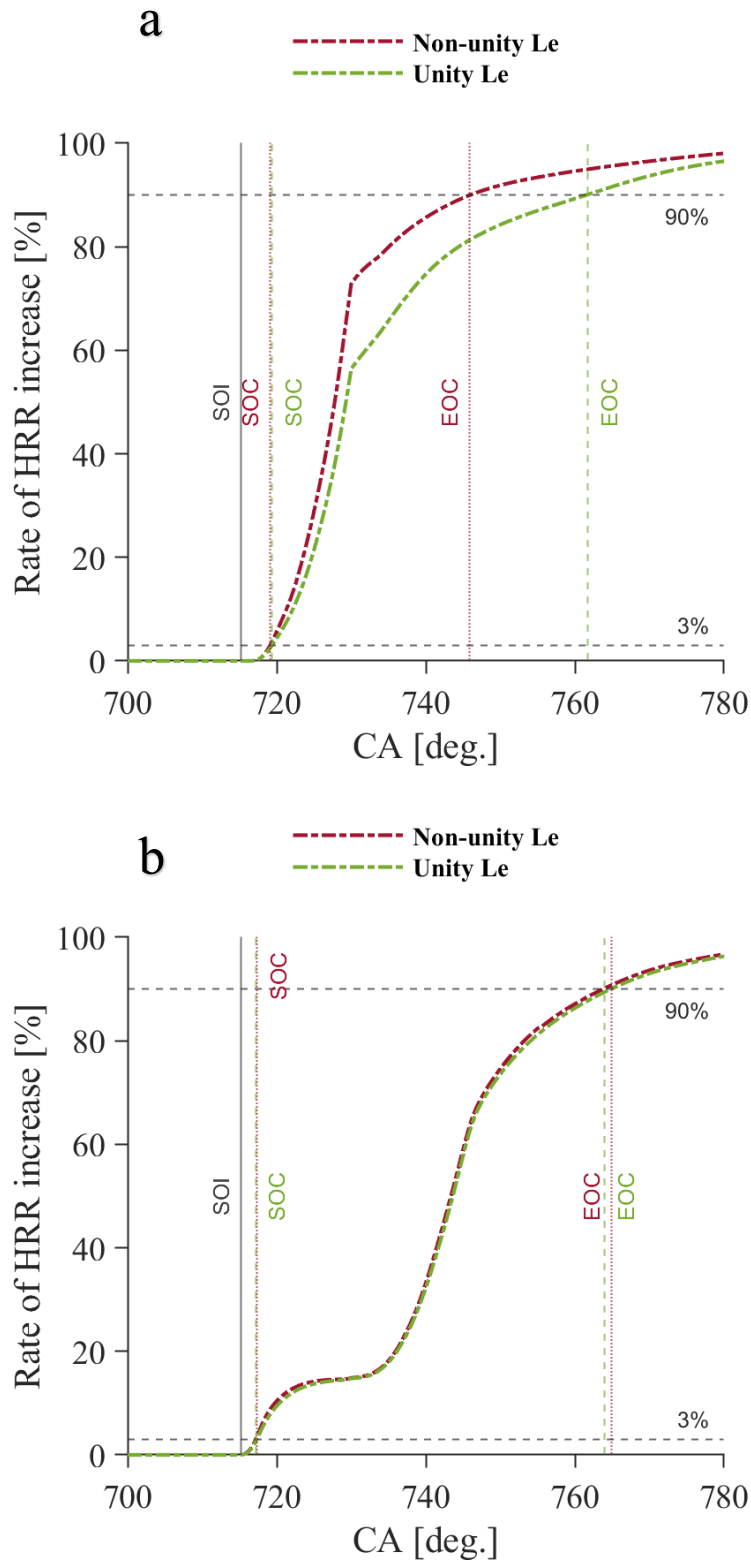 a
Non-unity Le
Unity Le
Rate of HRR increase [%]
100
80
60
40
20
0
90%
3%
SOI
SOC
SOC
EOC
EOC
700
720
740
760
780
CA [deg.]
b
Non-unity Le
Unity Le
Rate of HRR increase [%]
100
80
60
40
20
0
SOC
90%
SOI
SOC
EOC
EOC
3%
700
720
740
760
780
CA [deg.]